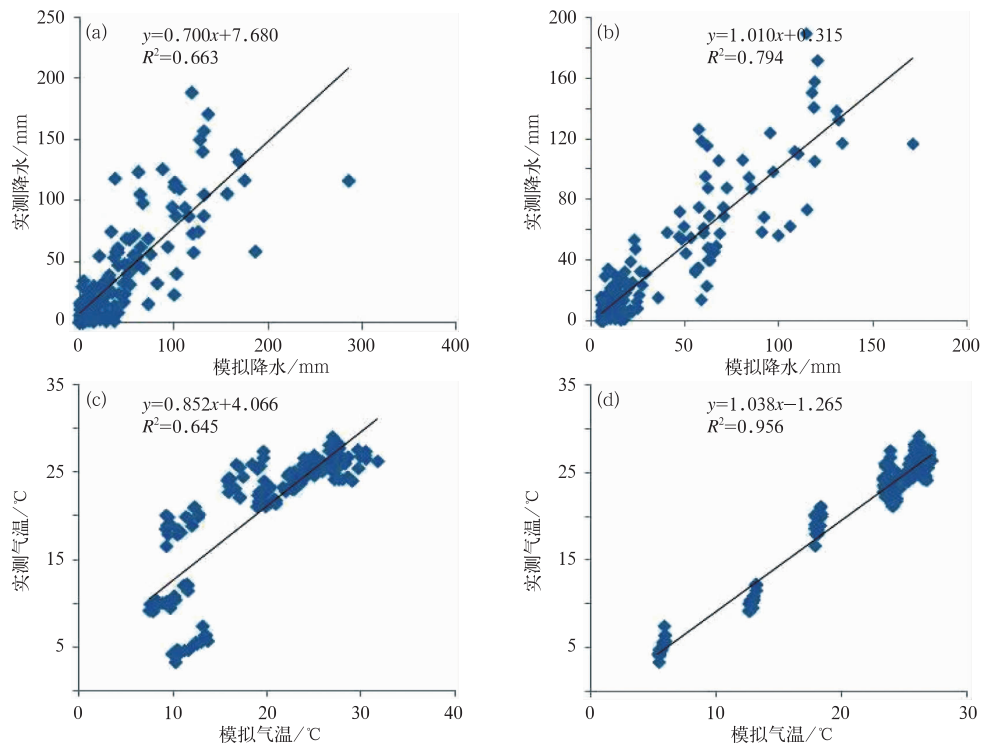 (a)
y=0.700x+7.680
R²=0.663
250
200
150
100
50
0
0 100 200 300 400
实测降水/mm
模拟降水/mm
(b)
y=1.010x+0.315
R²=0.794
200
160
120
80
40
0
0 50 100 150 200
实测降水/mm
模拟降水/mm
(c)
y=0.852x+4.066
R²=0.645
35
25
15
5
0 10 20 30 40
实测气温/℃
模拟气温/℃
(d)
y=1.038x−1.265
R²=0.956
35
25
15
5
0 10 20 30
实测气温/℃
模拟气温/℃